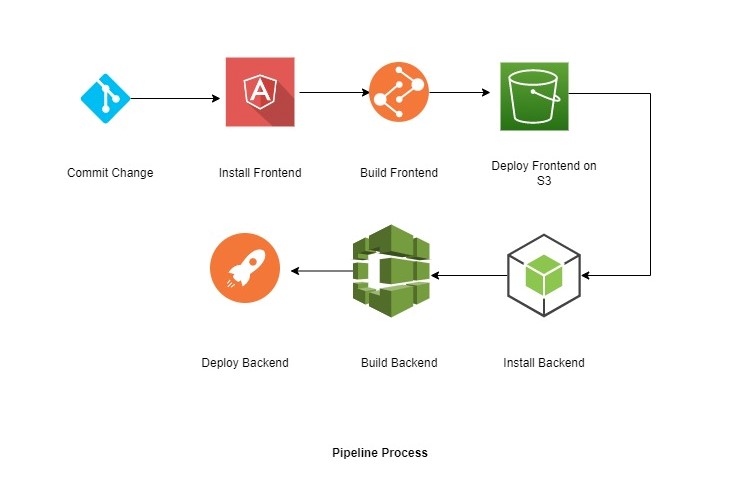 Commit Change
Install Frontend
Build Frontend
Deploy Frontend on
S3
Deploy Backend
Build Backend
Install Backend
Pipeline Process